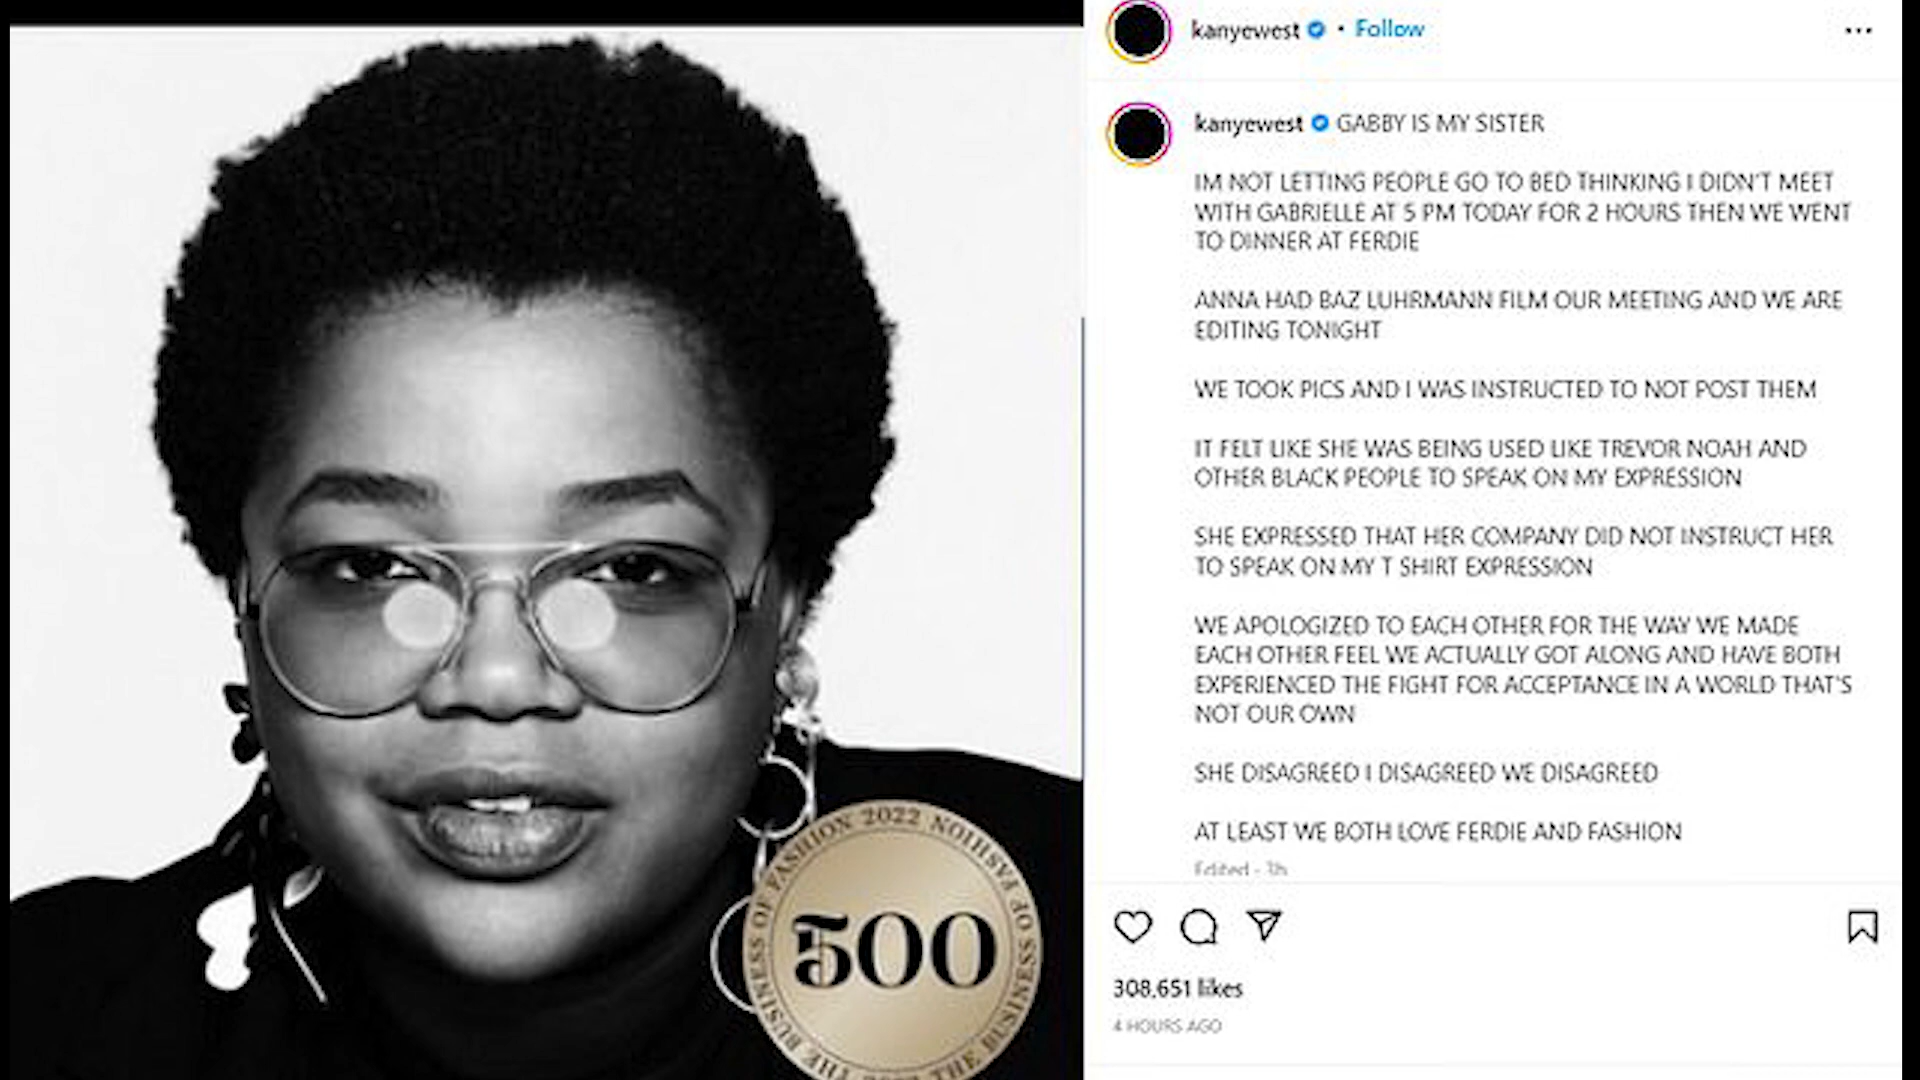 kanyewest • Follow
kanyewest GABBY IS MY SISTER
IM NOT LETTING PEOPLE GO TO BED THINKING I DIDN'T MEET
WITH GABRIELLE AT 5 PM TODAY FOR 2 HOURS THEN WE WENT
TO DINNER AT FERDIE
ANNA HAD BAZ LUHRMANN FILM OUR MEETING AND WE ARE
EDITING TONIGHT
WE TOOK PICS AND I WAS INSTRUCTED TO NOT POST THEM
IT FELT LIKE SHE WAS BEING USED LIKE TREVOR NOAH AND
OTHER BLACK PEOPLE TO SPEAK ON MY EXPRESSION
SHE EXPRESSED THAT HER COMPANY DID NOT INSTRUCT HER
TO SPEAK ON MY T SHIRT EXPRESSION
WE APOLOGIZED TO EACH OTHER FOR THE WAY WE MADE
EACH OTHER FEEL WE ACTUALLY GOT ALONG AND HAVE BOTH
EXPERIENCED THE FIGHT FOR ACCEPTANCE IN A WORLD THAT'S
NOT OUR OWN
SHE DISAGREED I DISAGREED WE DISAGREED
AT LEAST WE BOTH LOVE FERDIE AND FASHION
Edited · 3h
308,651 likes
4 HOURS AGO
THE BUSINESS OF FASHION 2022
THE BUSINESS OF FASHION
500